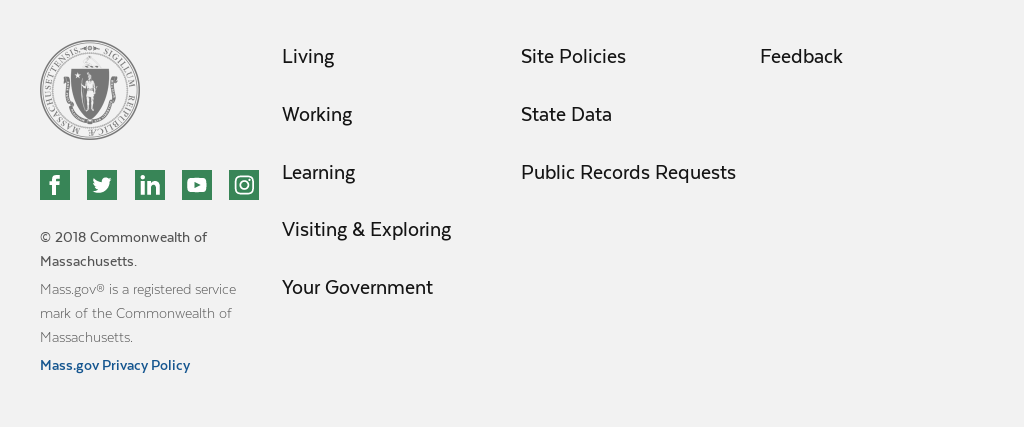 SIGILLUM REIPUBLICÆ MASSACHUSETTENSIS
© 2018 Commonwealth of
Massachusetts.
Mass.gov® is a registered service
mark of the Commonwealth of
Massachusetts.
Mass.gov Privacy Policy
Living
Working
Learning
Visiting & Exploring
Your Government
Site Policies
State Data
Public Records Requests
Feedback